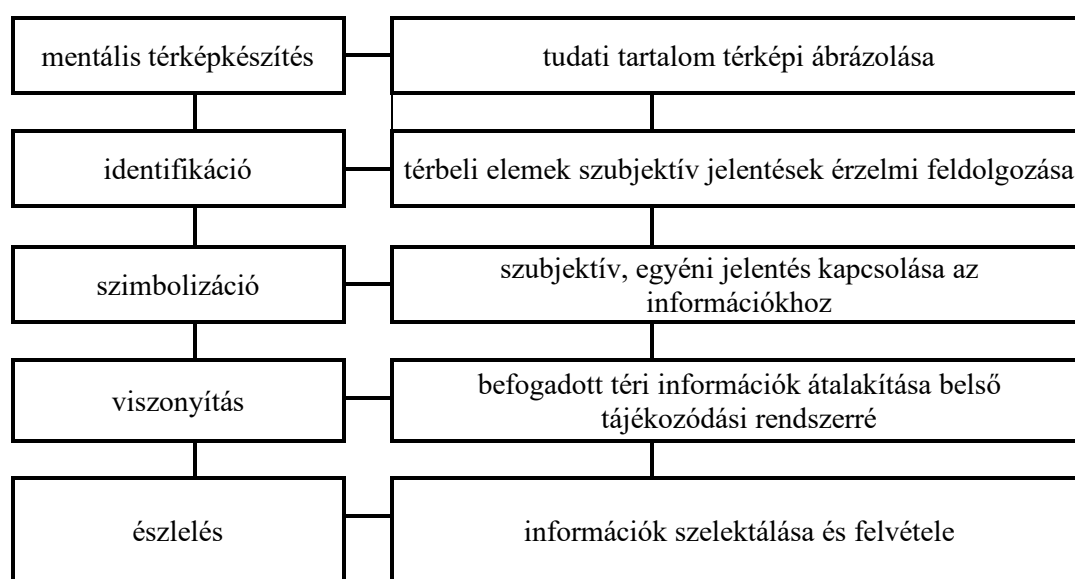 mentális térképkészítés
tudati tartalom térképi ábrázolása
identifikáció
térbeli elemek szubjektív jelentések érzelmi feldolgozása
szimbolizáció
szubjektív, egyéni jelentés kapcsolása az
információkhoz
viszonyítás
befogadott téri információk átalakítása belső
tájékozódási rendszerré
észlelés
információk szelektálása és felvétele